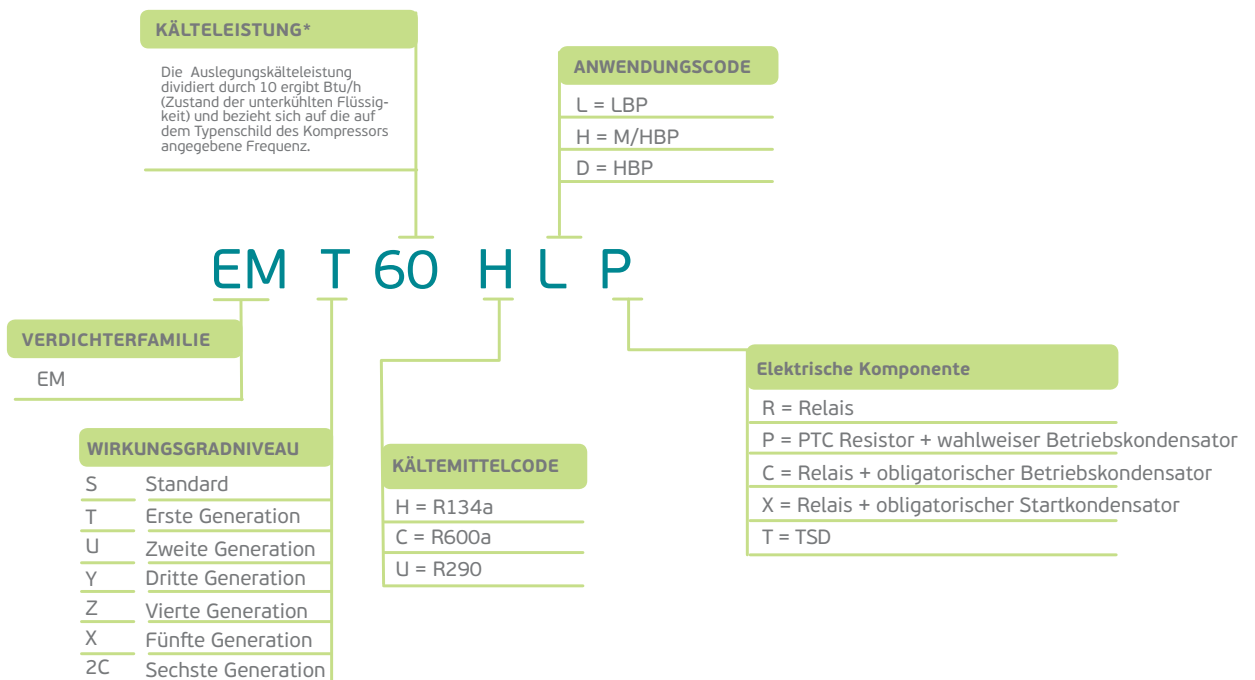 KÄLTELEISTUNG*
Die Auslegungskälteleistung
dividiert durch 10 ergibt Btu/h
(Zustand der unterkühlten Flüssig-
keit) und bezieht sich auf die auf
dem Typenschild des Kompressors
angegebene Frequenz.
ANWENDUNGSCODE
L = LBP
H = M/HBP
D = HBP
EM T 60 H L P
VERDICHTERFAMILIE
EM
WIRKUNGSGRADNIVEAU
S Standard
T Erste Generation
U Zweite Generation
Y Dritte Generation
Z Vierte Generation
X Fünfte Generation
2C Sechste Generation
KÄLTEMITTELCODE
H = R134a
C = R600a
U = R290
Elektrische Komponente
R = Relais
P = PTC Resistor + wahlweiser Betriebskondensator
C = Relais + obligatorischer Betriebskondensator
X = Relais + obligatorischer Startkondensator
T = TSD